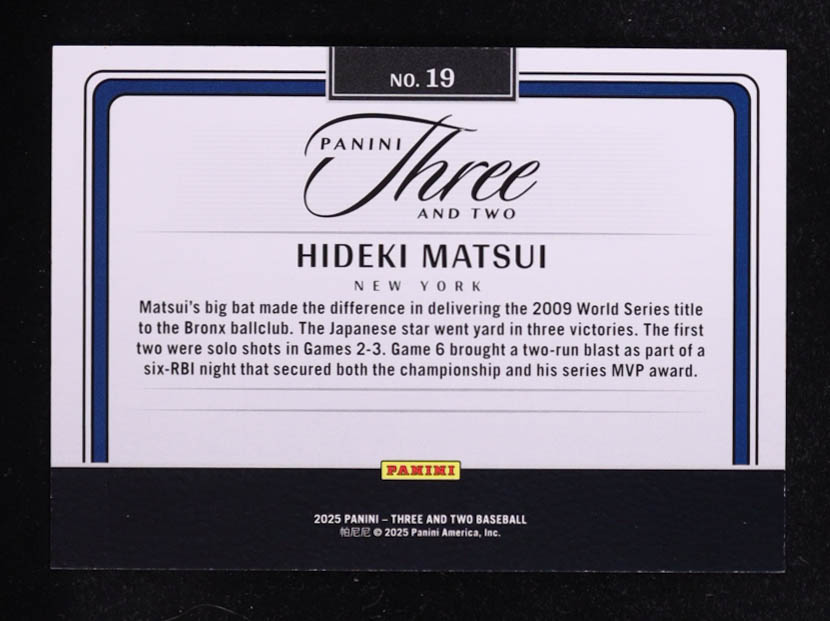 NO. 19
PANINI
Three
AND TWO
HIDEKI MATSUI
NEW YORK
Matsui's big bat made the difference in delivering the 2009 World Series title
to the Bronx ballclub. The Japanese star went yard in three victories. The first
two were solo shots in Games 2-3. Game 6 brought a two-run blast as part of a
six-RBI night that secured both the championship and his series MVP award.
PANINI
2025 PANINI – THREE AND TWO BASEBALL
帕尼尼 © 2025 Panini America, Inc.